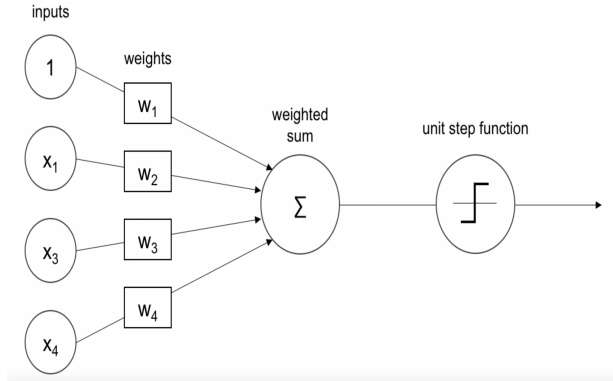 inputs
1
x₁
x₃
x₄
weights
w₁
w₂
w₃
w₄
weighted
sum
Σ
unit step function